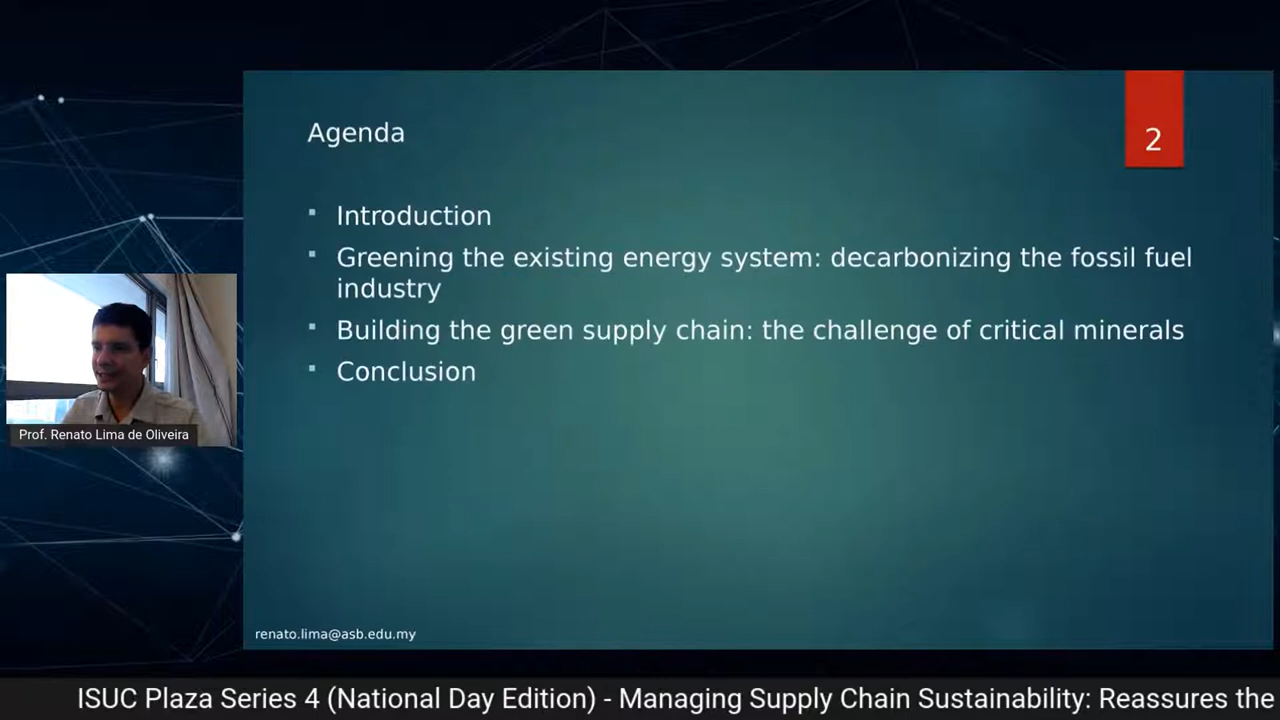 Agenda
2
Introduction
Greening the existing energy system: decarbonizing the fossil fuel
industry
Building the green supply chain: the challenge of critical minerals
Conclusion
Prof. Renato Lima de Oliveira
renato.lima@asb.edu.my
ISUC Plaza Series 4 (National Day Edition) - Managing Supply Chain Sustainability: Reassures the